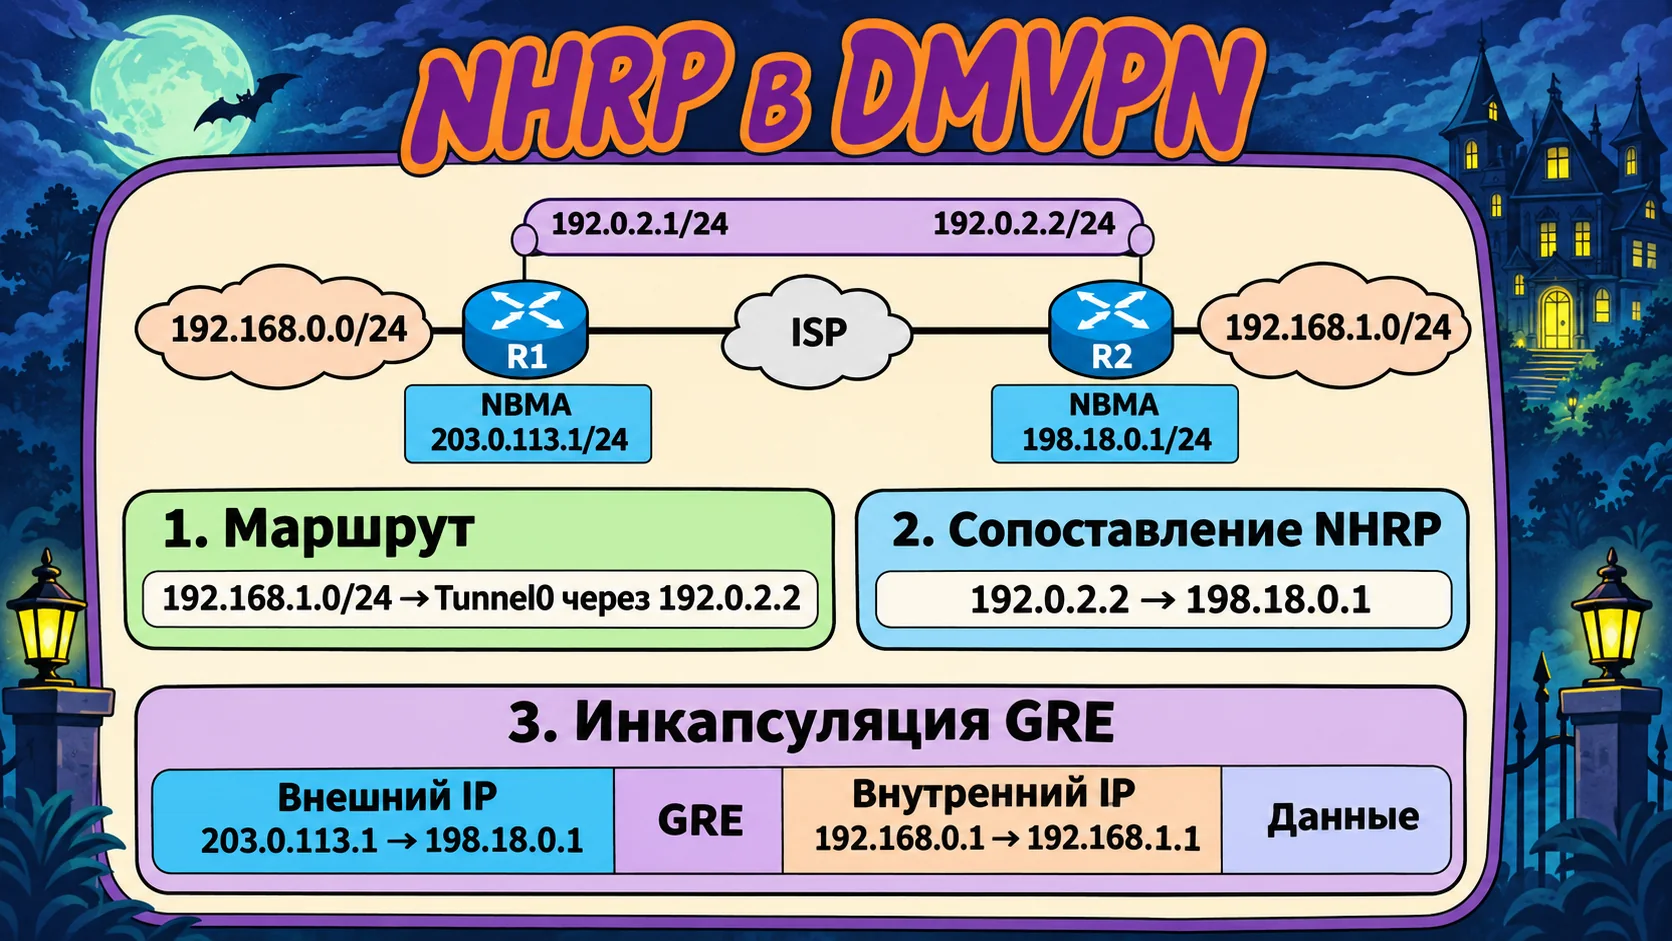 NHRP в DMVPN
192.0.2.1/24
192.0.2.2/24
192.168.0.0/24
R1
ISP
R2
192.168.1.0/24
NBMA
203.0.113.1/24
NBMA
198.18.0.1/24
1. Маршрут
192.168.1.0/24 → Tunnel0 через 192.0.2.2
2. Сопоставление NHRP
192.0.2.2 → 198.18.0.1
3. Инкапсуляция GRE
Внешний IP
203.0.113.1 → 198.18.0.1
GRE
Внутренний IP
192.168.0.1 → 192.168.1.1
Данные